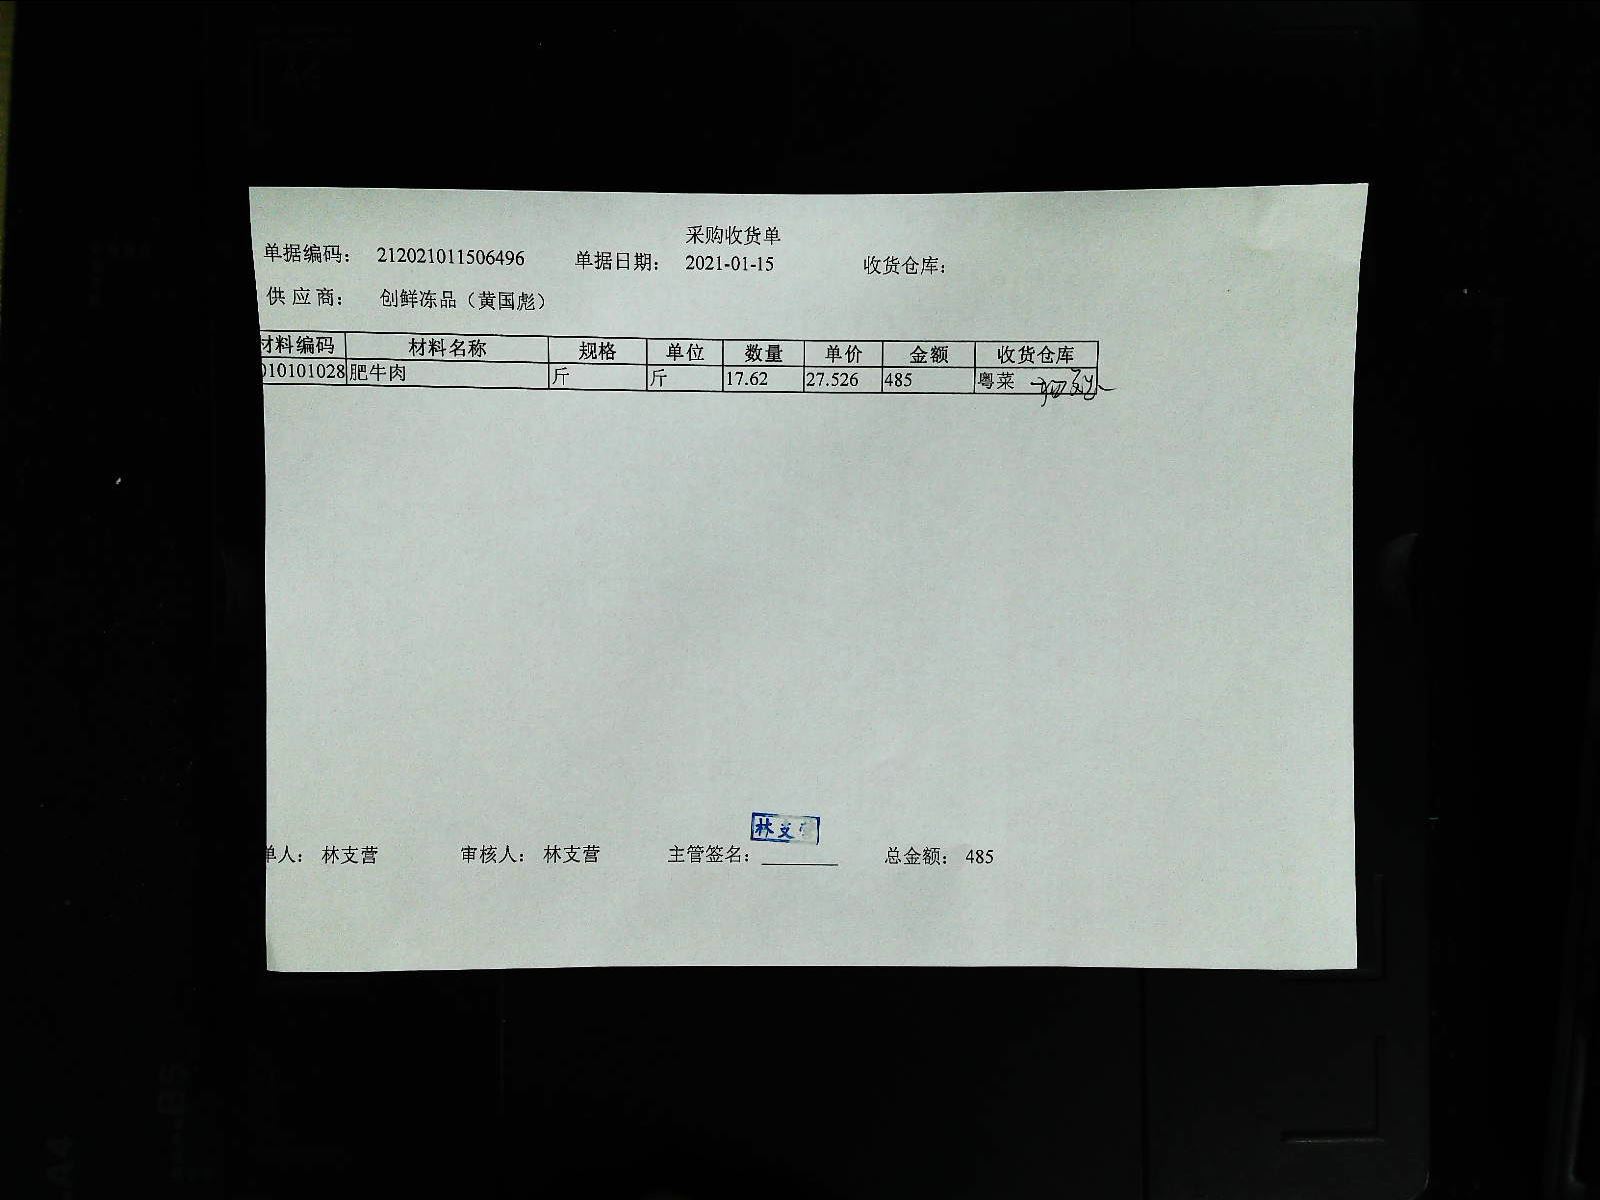 采购收货单
单据编码： 212021011506496 单据日期： 2021-01-15 收货仓库：
供 应 商： 创鲜冻品（黄国彪）
材料编码 材料名称 规格 单位 数量 单价 金额 收货仓库
010101028 肥牛肉 斤 斤 17.62 27.526 485 粤菜
林支
单人： 林支营 审核人： 林支营 主管签名： 总金额： 485